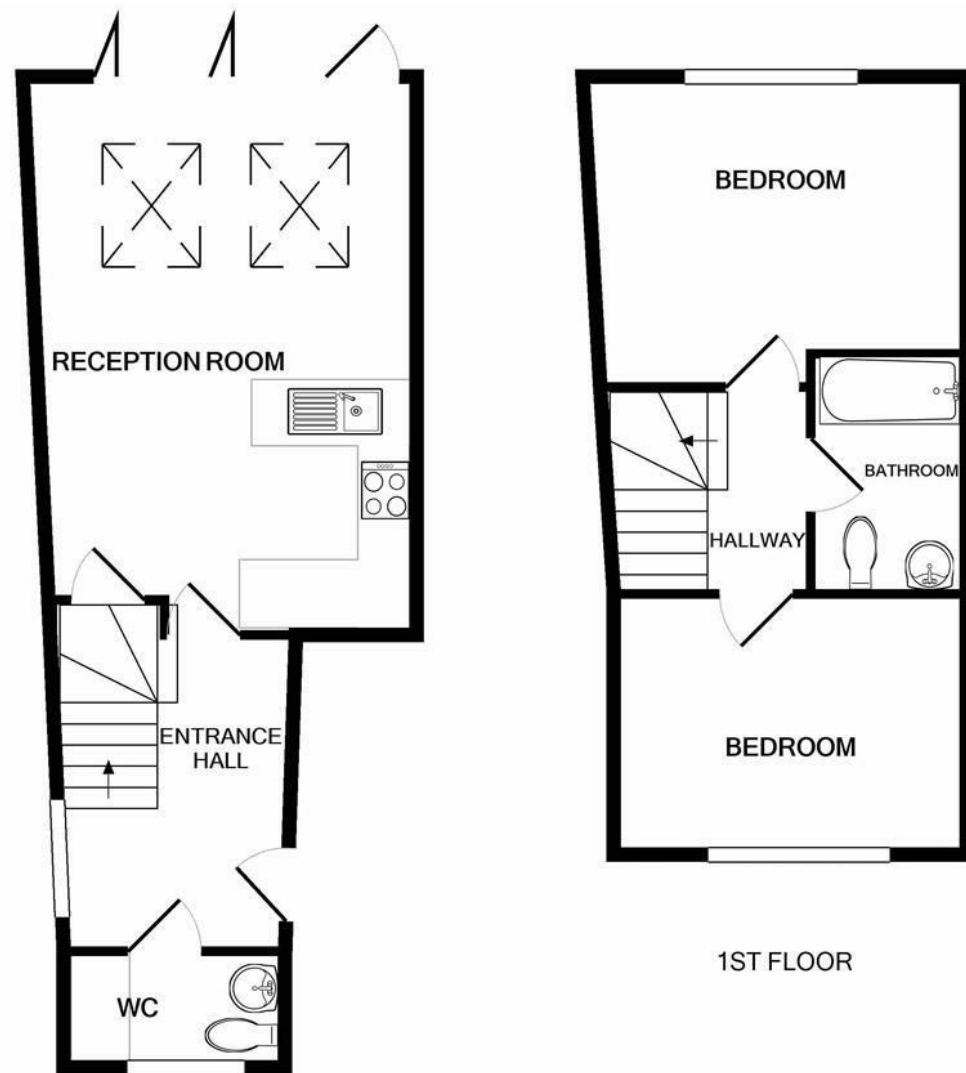 RECEPTION ROOM
ENTRANCE
HALL
WC
BEDROOM
BATHROOM
HALLWAY
BEDROOM
1ST FLOOR